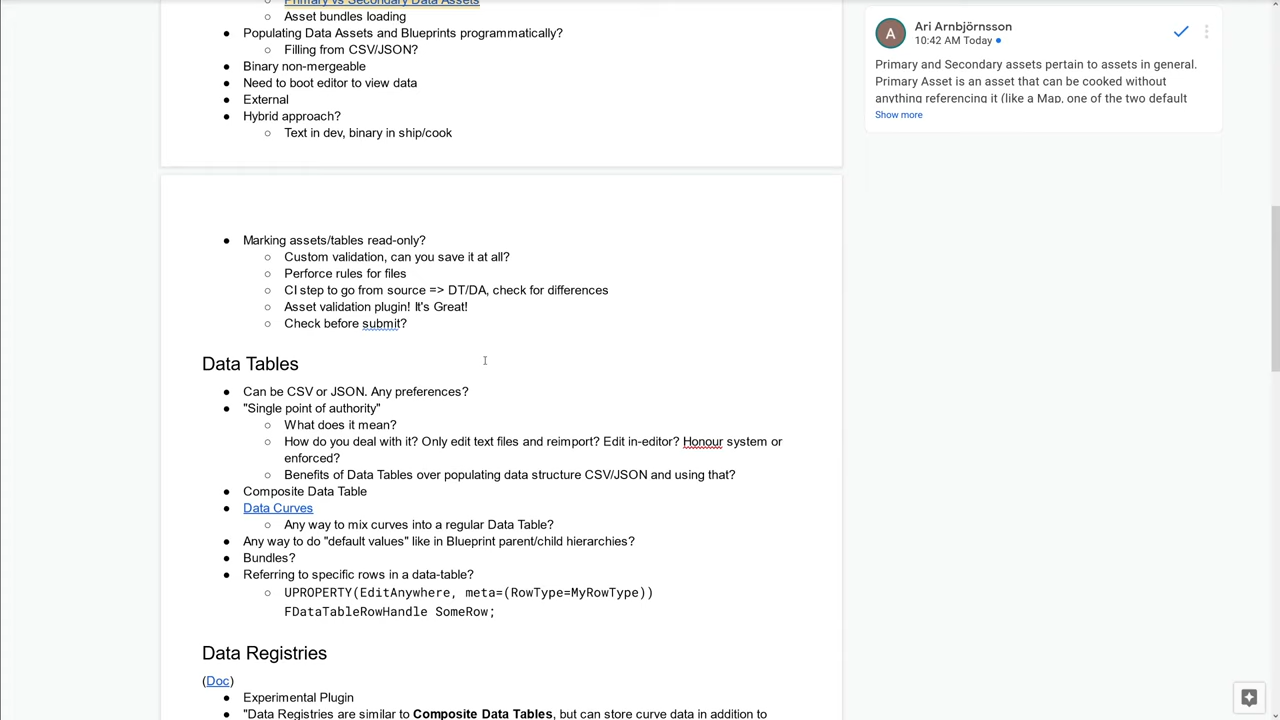 Primary vs Secondary Data Assets
Asset bundles loading
Populating Data Assets and Blueprints programmatically?
Filling from CSV/JSON?
Binary non-mergeable
Need to boot editor to view data
External
Hybrid approach?
Text in dev, binary in ship/cook
Marking assets/tables read-only?
Custom validation, can you save it at all?
Perforce rules for files
CI step to go from source => DT/DA, check for differences
Asset validation plugin! It's Great!
Check before submit?
Data Tables
Can be CSV or JSON. Any preferences?
"Single point of authority"
What does it mean?
How do you deal with it? Only edit text files and reimport? Edit in-editor? Honour system or
enforced?
Benefits of Data Tables over populating data structure CSV/JSON and using that?
Composite Data Table
Data Curves
Any way to mix curves into a regular Data Table?
Any way to do "default values" like in Blueprint parent/child hierarchies?
Bundles?
Referring to specific rows in a data-table?
UPROPERTY(EditAnywhere, meta=(RowType=MyRowType))
FDataTableRowHandle SomeRow;
Data Registries
(Doc)
Experimental Plugin
"Data Registries are similar to Composite Data Tables, but can store curve data in addition to
A
Ari Arnbjörnsson
10:42 AM Today
Primary and Secondary assets pertain to assets in general.
Primary Asset is an asset that can be cooked without
anything referencing it (like a Map, one of the two default
Show more